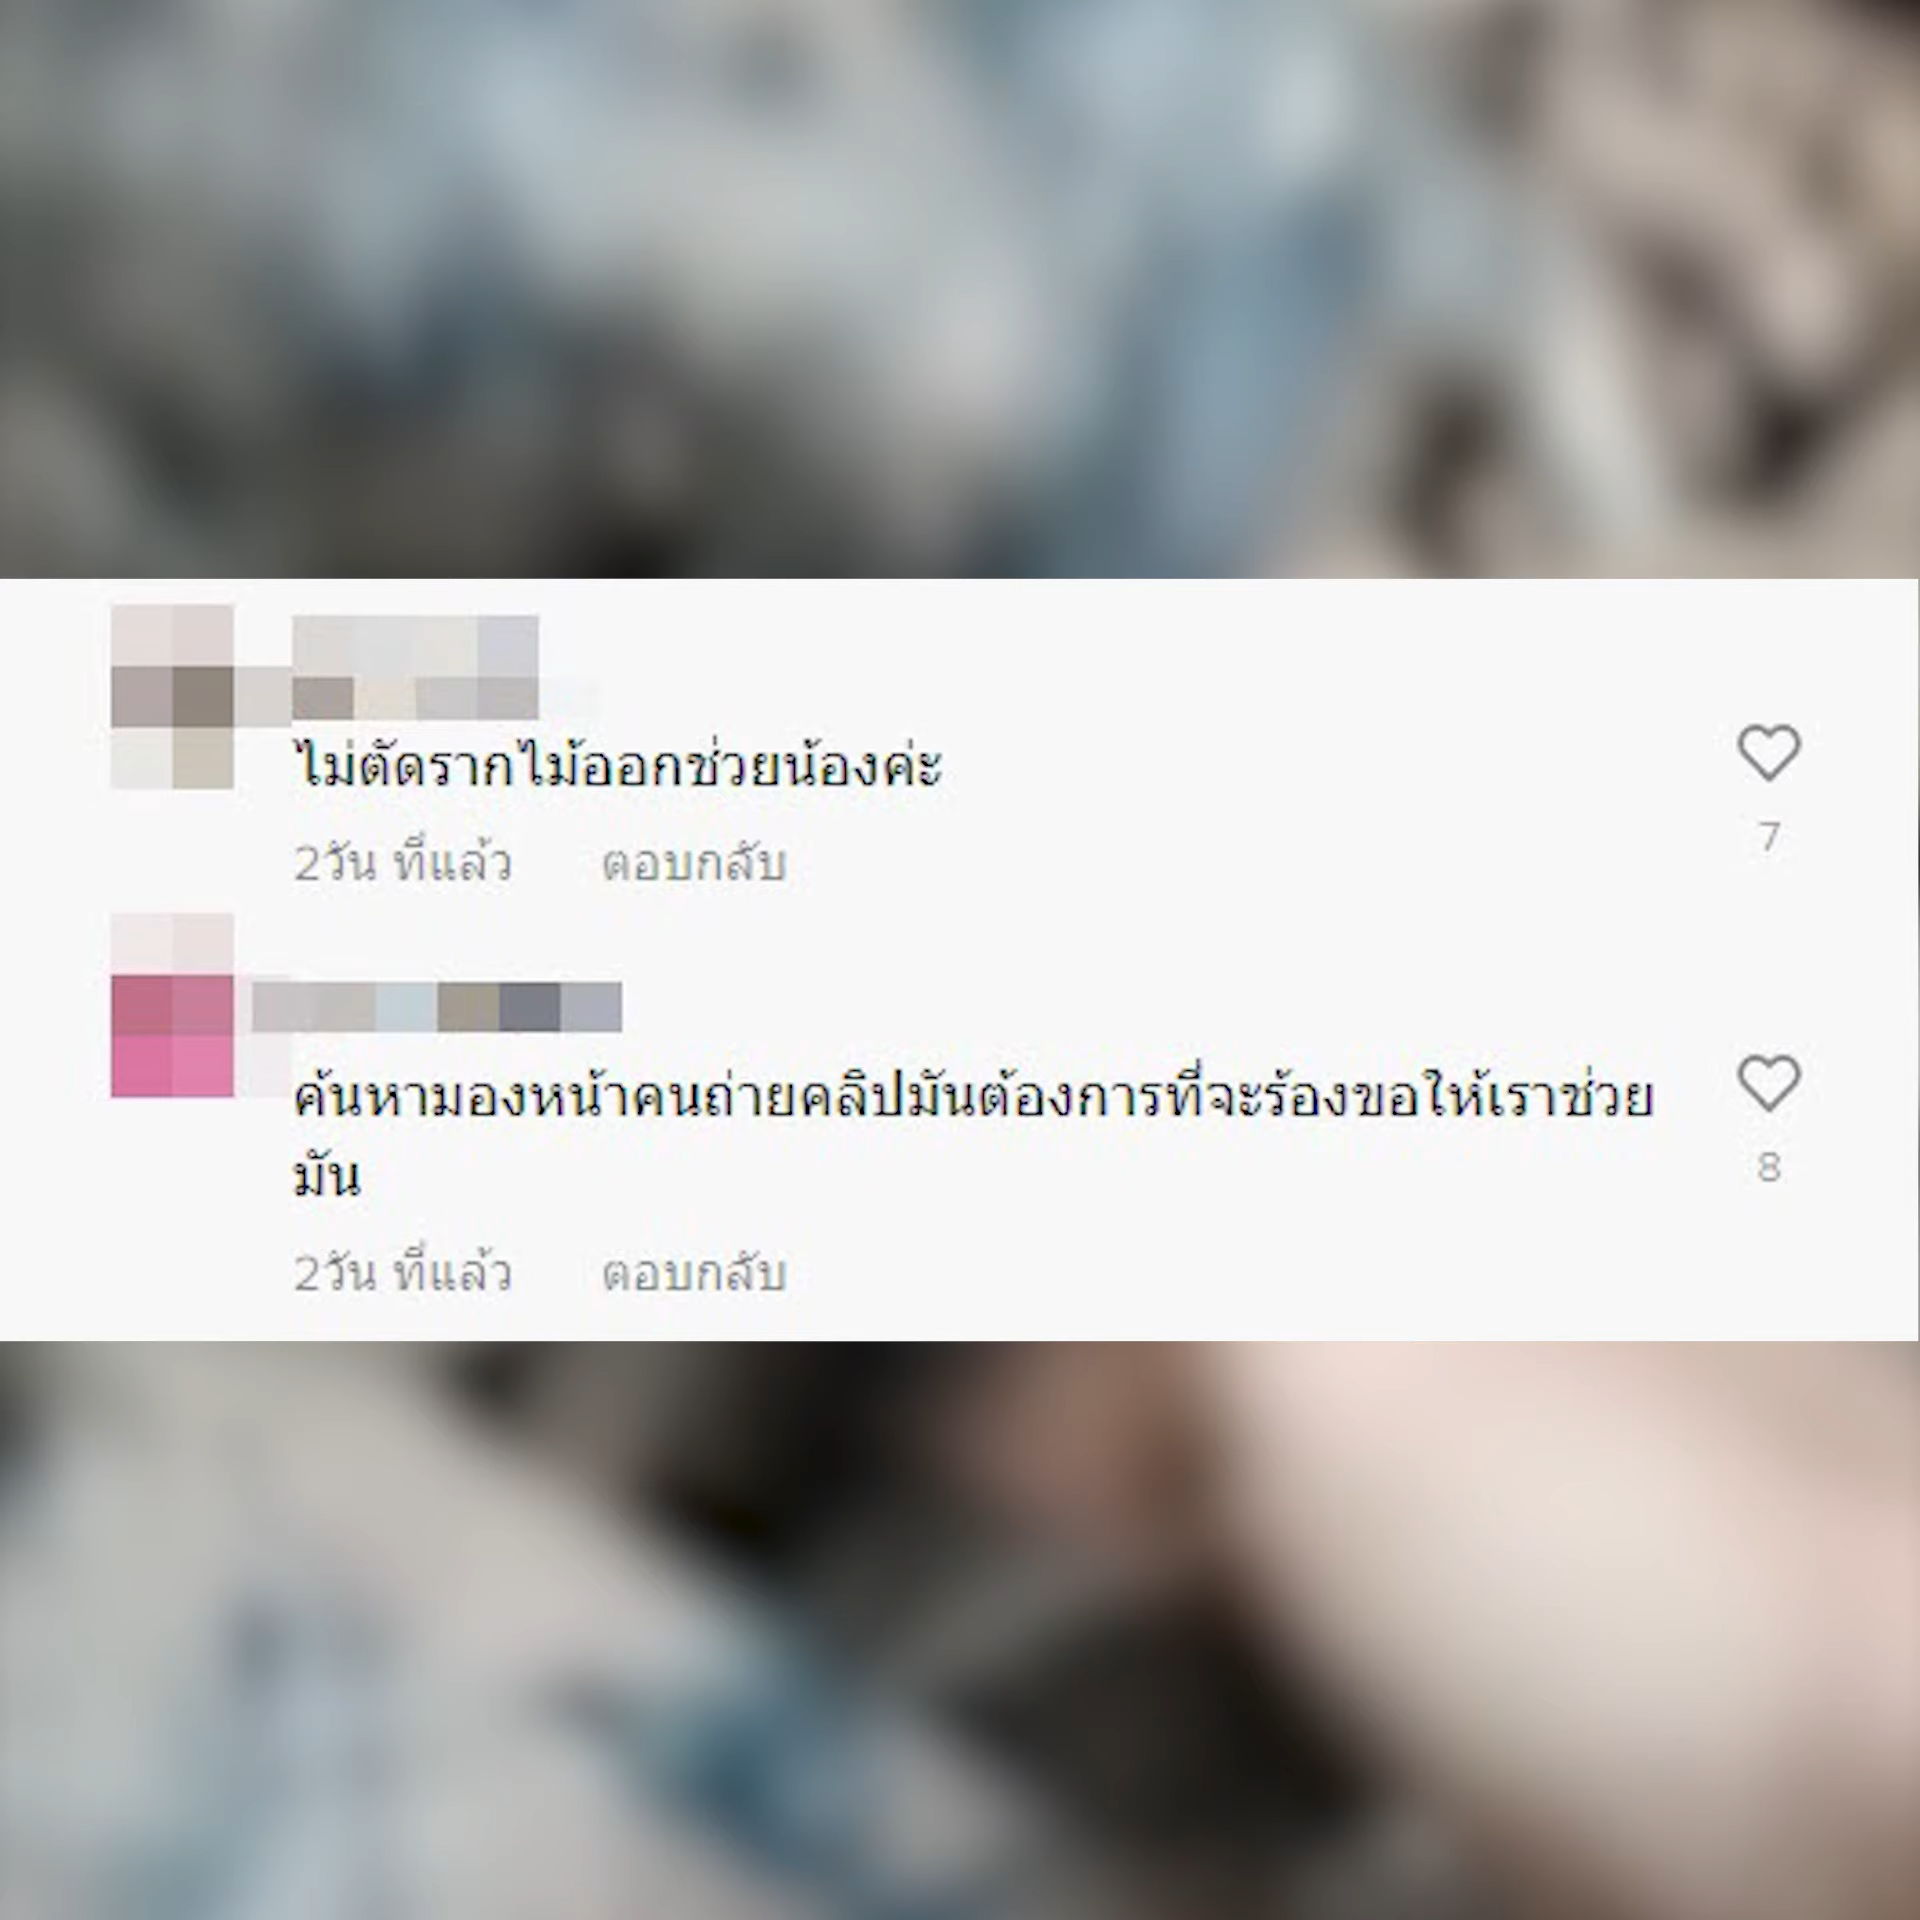 ไม่ตัดรากไม้ออกช่วยน้องค่ะ
7
2วัน ที่แล้ว ตอบกลับ
ค้นหามองหน้าคนถ่ายคลิปมันต้องการที่จะร้องขอให้เราช่วย
มัน
8
2วัน ที่แล้ว ตอบกลับ